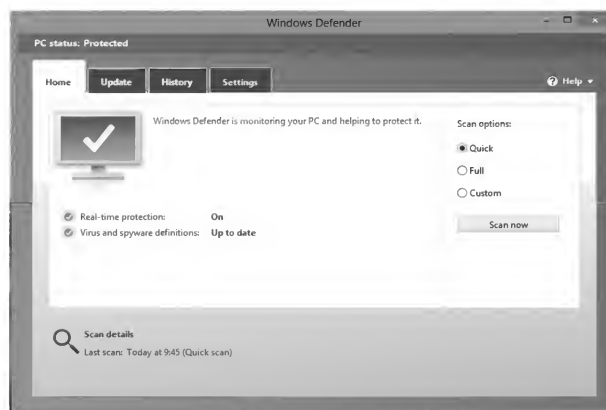 Windows Defender
PC status: Protected
Home Update History Settings Help
Windows Defender is monitoring your PC and helping to protect it.
Scan options:
Quick
Full
Custom
Real-time protection: On
Virus and spyware definitions: Up to date
Scan now
Scan details
Last scan: Today at 9:45 (Quick scan)